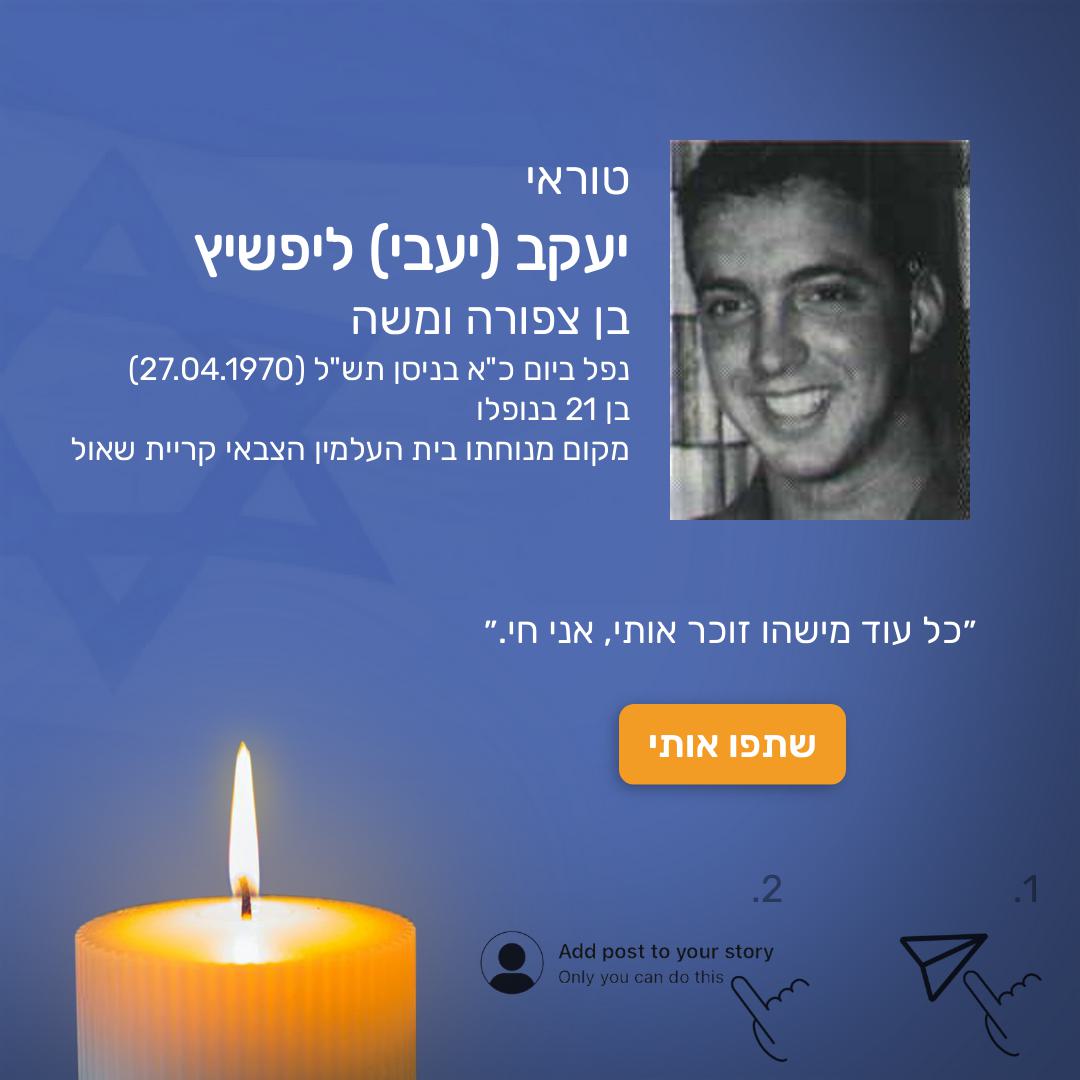 טוראי
יעקב (יעבי) ליפשיץ
בן צפורה ומשה
נפל ביום כ"א בניסן תש"ל (27.04.1970)
בן 21 בנופלו
מקום מנוחתו בית העלמין הצבאי קריית שאול
״כל עוד מישהו זוכר אותי, אני חי.״
שתפו אותי
1.
2.
Add post to your story
Only you can do this